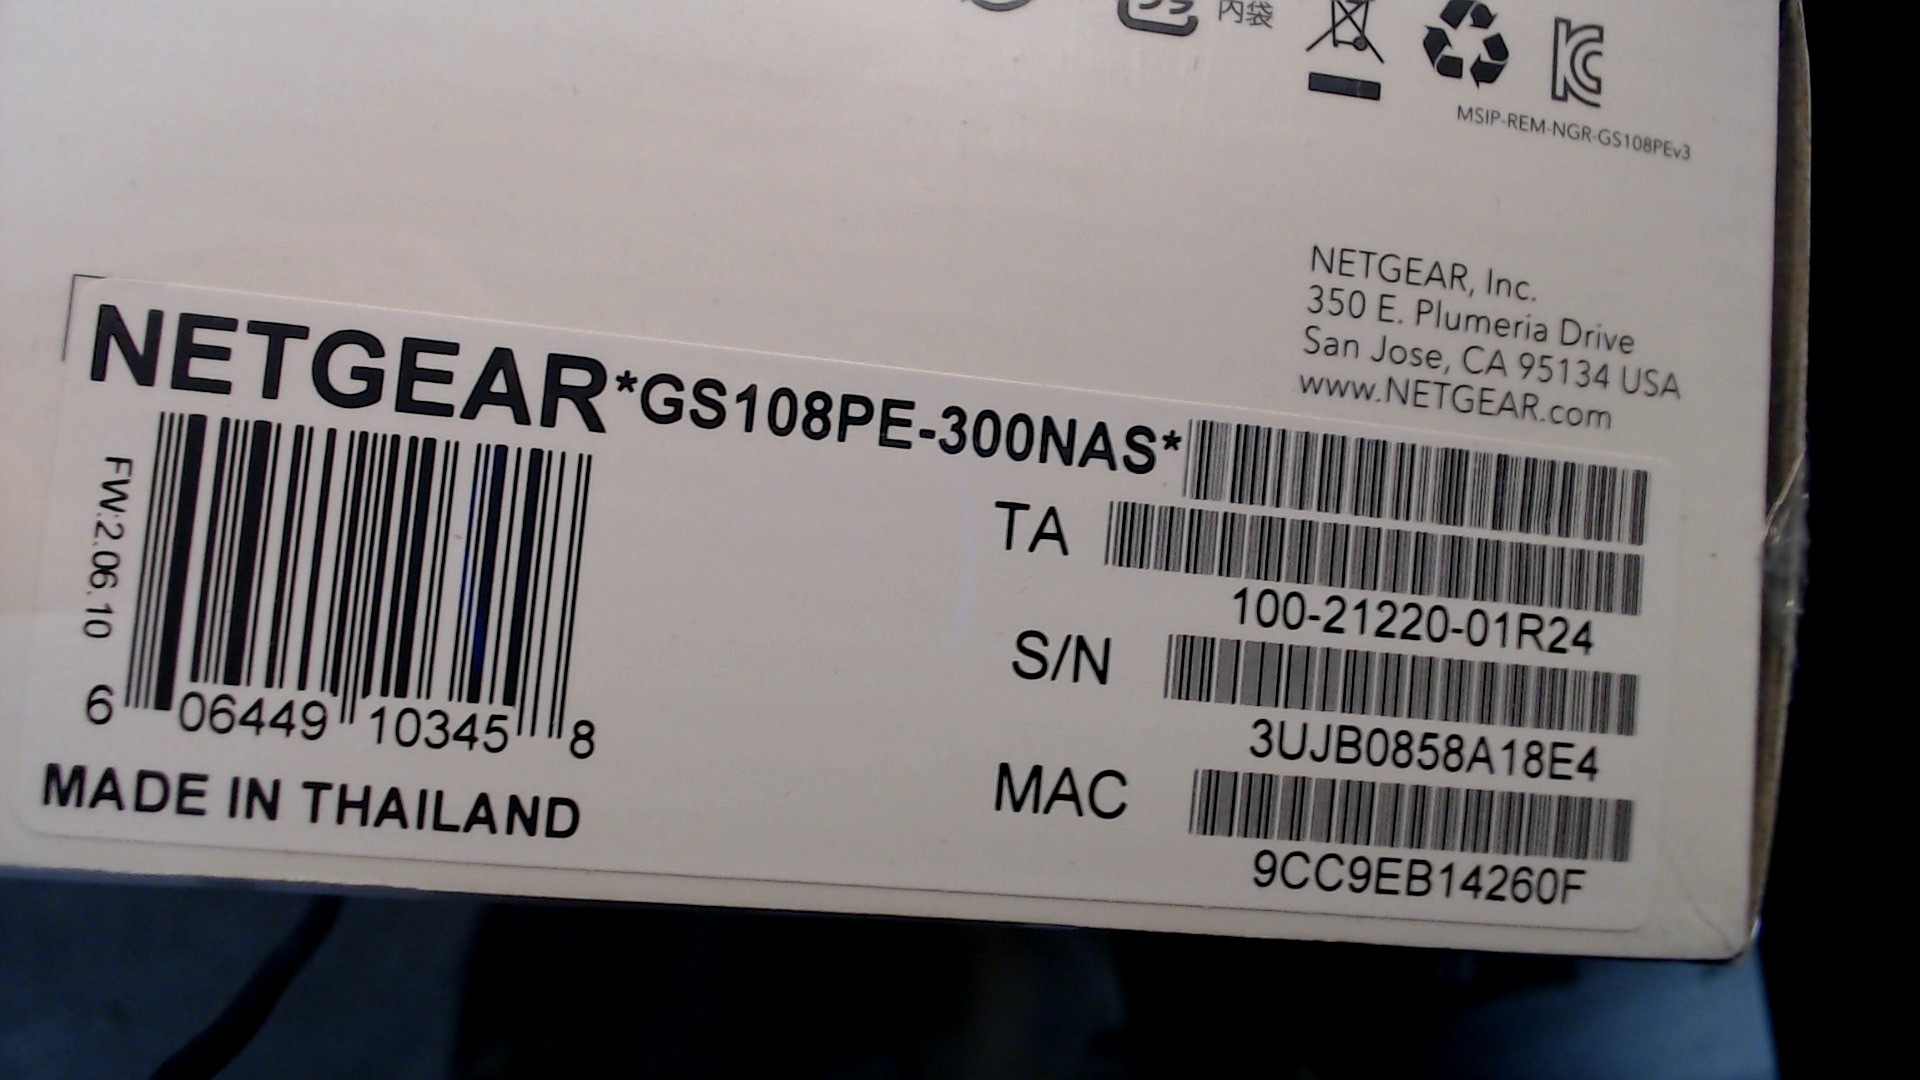 内袋
MSIP-REM-NGR-GS108PEv3
NETGEAR, Inc.
350 E. Plumeria Drive
San Jose, CA 95134 USA
www.NETGEAR.com
NETGEAR*GS108PE-300NAS*
FW:2.06.10
6 06449 10345 8
MADE IN THAILAND
TA
100-21220-01R24
S/N
3UJB0858A18E4
MAC
9CC9EB14260F